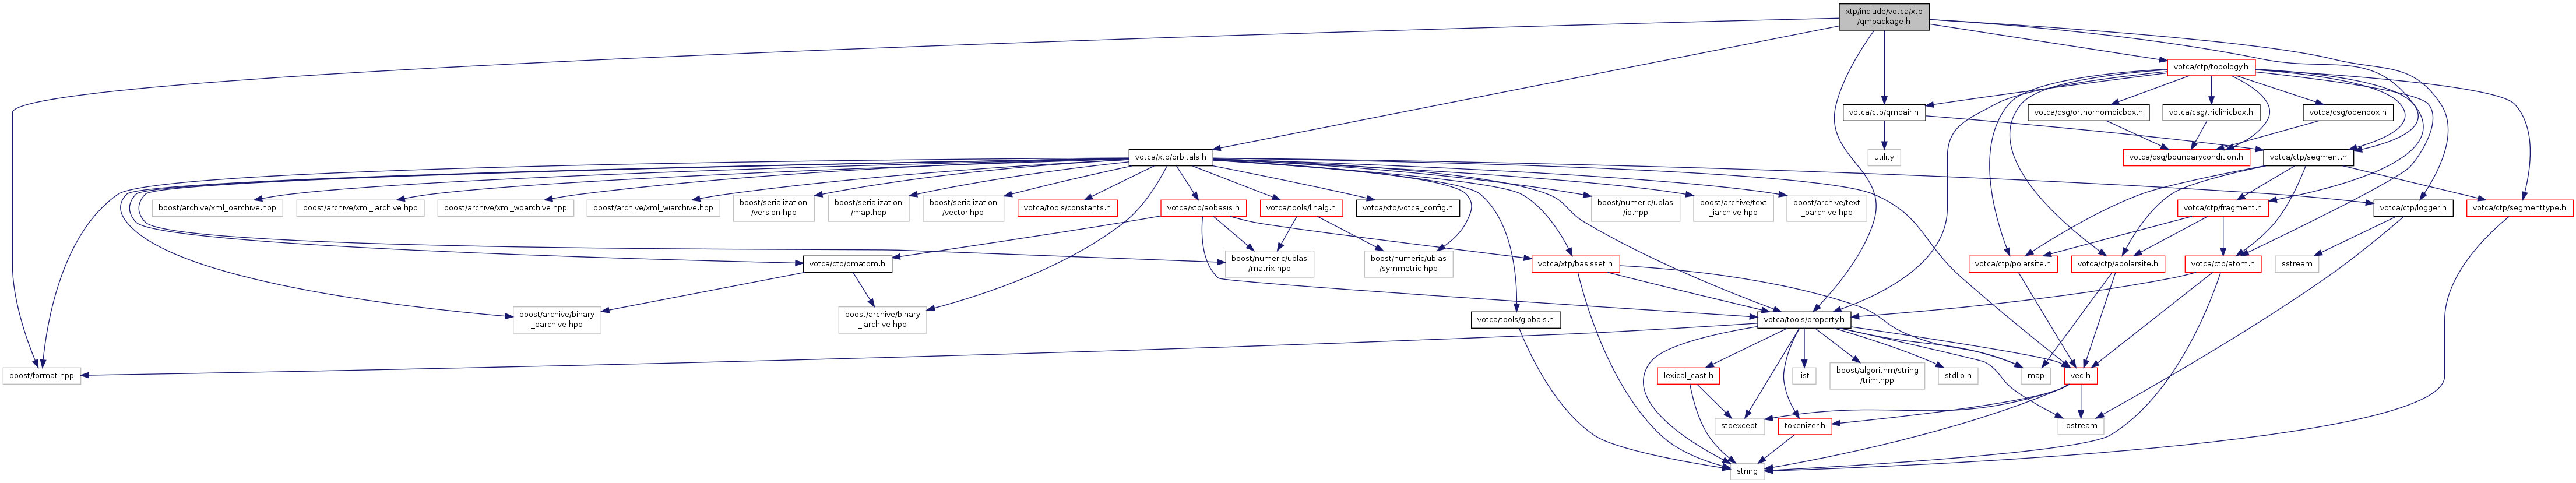 xtp/include/votca/xtp
/qmpackage.h
votca/ctp/topology.h
votca/ctp/qmpair.h
votca/csg/orthorhombicbox.h
votca/csg/triclinicbox.h
votca/csg/openbox.h
votca/xtp/orbitals.h
utility
votca/csg/boundarycondition.h
votca/ctp/segment.h
boost/archive/xml_oarchive.hpp
boost/archive/xml_iarchive.hpp
boost/archive/xml_woarchive.hpp
boost/archive/xml_wiarchive.hpp
boost/serialization
/version.hpp
boost/serialization
/map.hpp
boost/serialization
/vector.hpp
votca/tools/constants.h
votca/xtp/aobasis.h
votca/tools/linalg.h
votca/xtp/votca_config.h
boost/numeric/ublas
/io.hpp
boost/archive/text
_iarchive.hpp
boost/archive/text
_oarchive.hpp
votca/ctp/fragment.h
votca/ctp/logger.h
votca/ctp/segmenttype.h
votca/ctp/qmatom.h
boost/numeric/ublas
/matrix.hpp
boost/numeric/ublas
/symmetric.hpp
votca/xtp/basisset.h
votca/ctp/polarsite.h
votca/ctp/apolarsite.h
votca/ctp/atom.h
sstream
boost/archive/binary
_oarchive.hpp
boost/archive/binary
_iarchive.hpp
votca/tools/globals.h
votca/tools/property.h
boost/format.hpp
lexical_cast.h
list
boost/algorithm/string
/trim.hpp
stdlib.h
map
vec.h
stdexcept
tokenizer.h
iostream
string